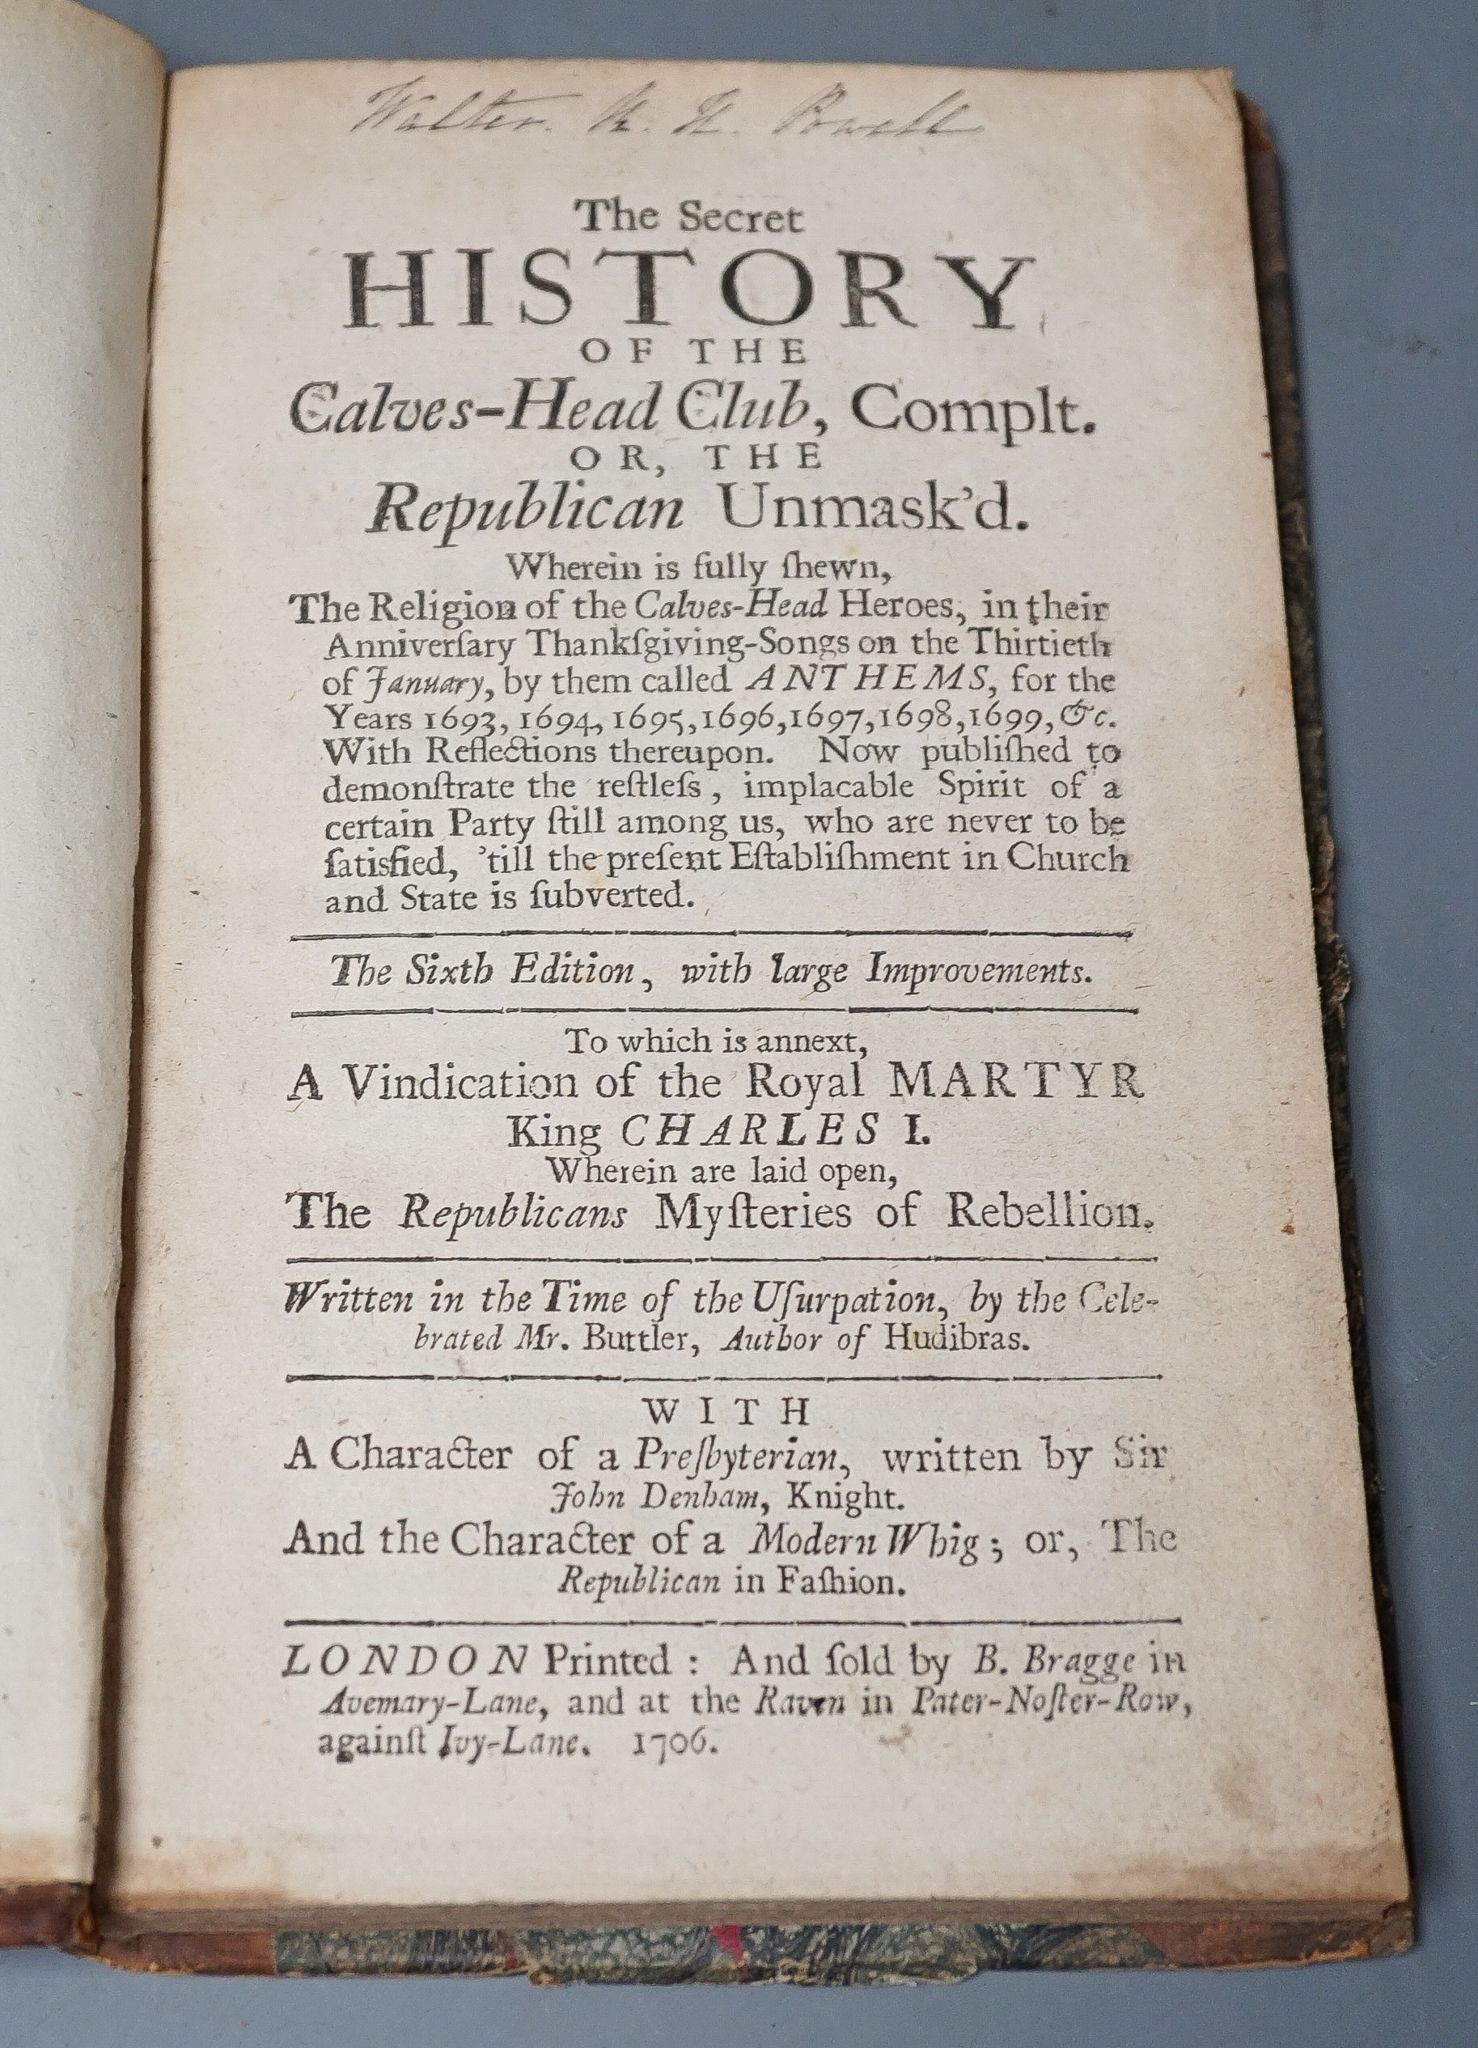 Walter. H. H. Powell
The Secret
HISTORY
OF THE
Calves-Head Club, Complt.
OR, THE
Republican Unmask'd.
Wherein is fully ſhewn,
The Religion of the Calves-Head Heroes, in their
Anniverſary Thankſgiving-Songs on the Thirtieth
of January, by them called ANTHEMS, for the
Years 1693, 1694, 1695, 1696, 1697, 1698, 1699, &c.
With Reflections thereupon. Now publiſhed to
demonſtrate the reſtleſs, implacable Spirit of a
certain Party ſtill among us, who are never to be
ſatisfied, 'till the preſent Eſtabliſhment in Church
and State is ſubverted.
The Sixth Edition, with large Improvements.
To which is annext,
A Vindication of the Royal MARTYR
King CHARLES I.
Wherein are laid open,
The Republicans Myſteries of Rebellion.
Written in the Time of the Uſurpation, by the Cele-
brated Mr. Buttler, Author of Hudibras.
WITH
A Character of a Preſbyterian, written by Sir
John Denham, Knight.
And the Character of a Modern Whig; or, The
Republican in Faſhion.
LONDON Printed: And ſold by B. Bragge in
Avemary-Lane, and at the Raven in Pater-Noſter-Row,
againſt Ivy-Lane. 1706.